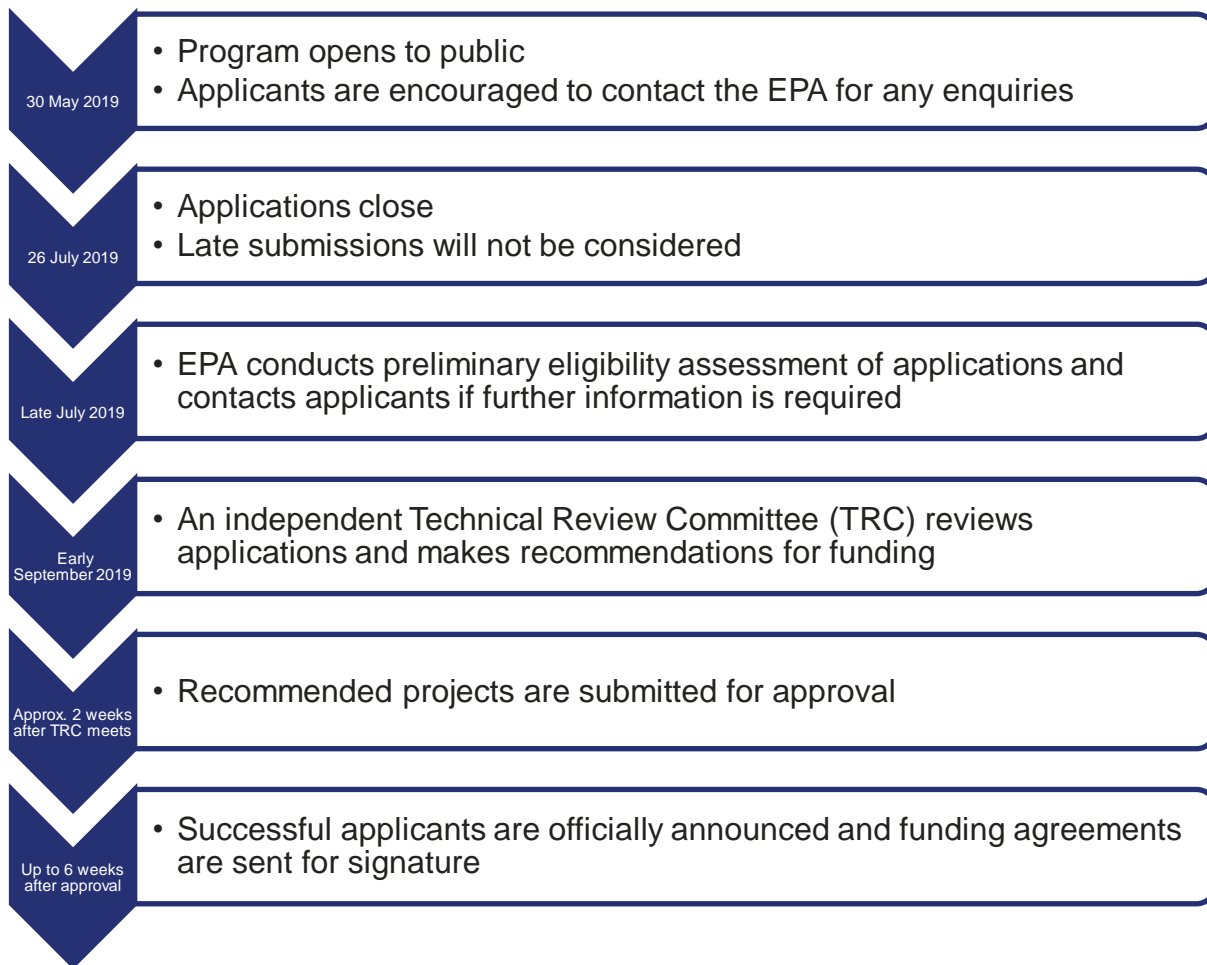 30 May 2019
• Program opens to public
• Applicants are encouraged to contact the EPA for any enquiries
26 July 2019
• Applications close
• Late submissions will not be considered
Late July 2019
• EPA conducts preliminary eligibility assessment of applications and
contacts applicants if further information is required
Early
September 2019
• An independent Technical Review Committee (TRC) reviews
applications and makes recommendations for funding
Approx. 2 weeks
after TRC meets
• Recommended projects are submitted for approval
Up to 6 weeks
after approval
• Successful applicants are officially announced and funding agreements
are sent for signature